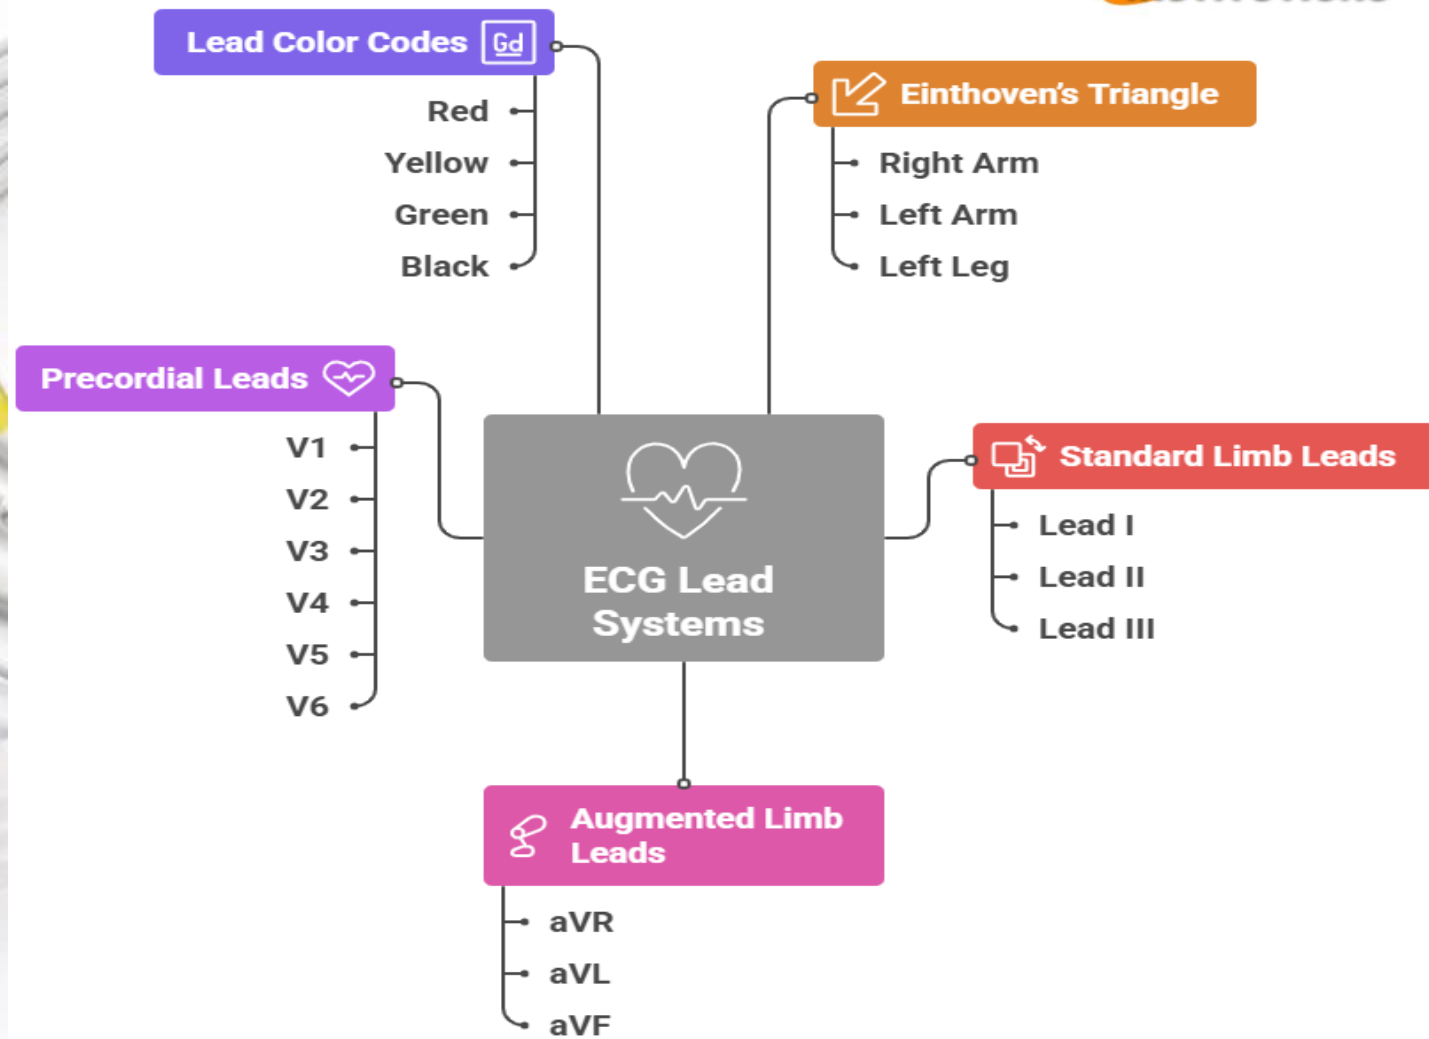 Lead Color Codes
Gd
Red
Yellow
Green
Black
Einthoven's Triangle
Right Arm
Left Arm
Left Leg
Precordial Leads
V1
V2
V3
V4
V5
V6
ECG Lead
Systems
Standard Limb Leads
Lead I
Lead II
Lead III
Augmented Limb
Leads
aVR
aVL
aVF